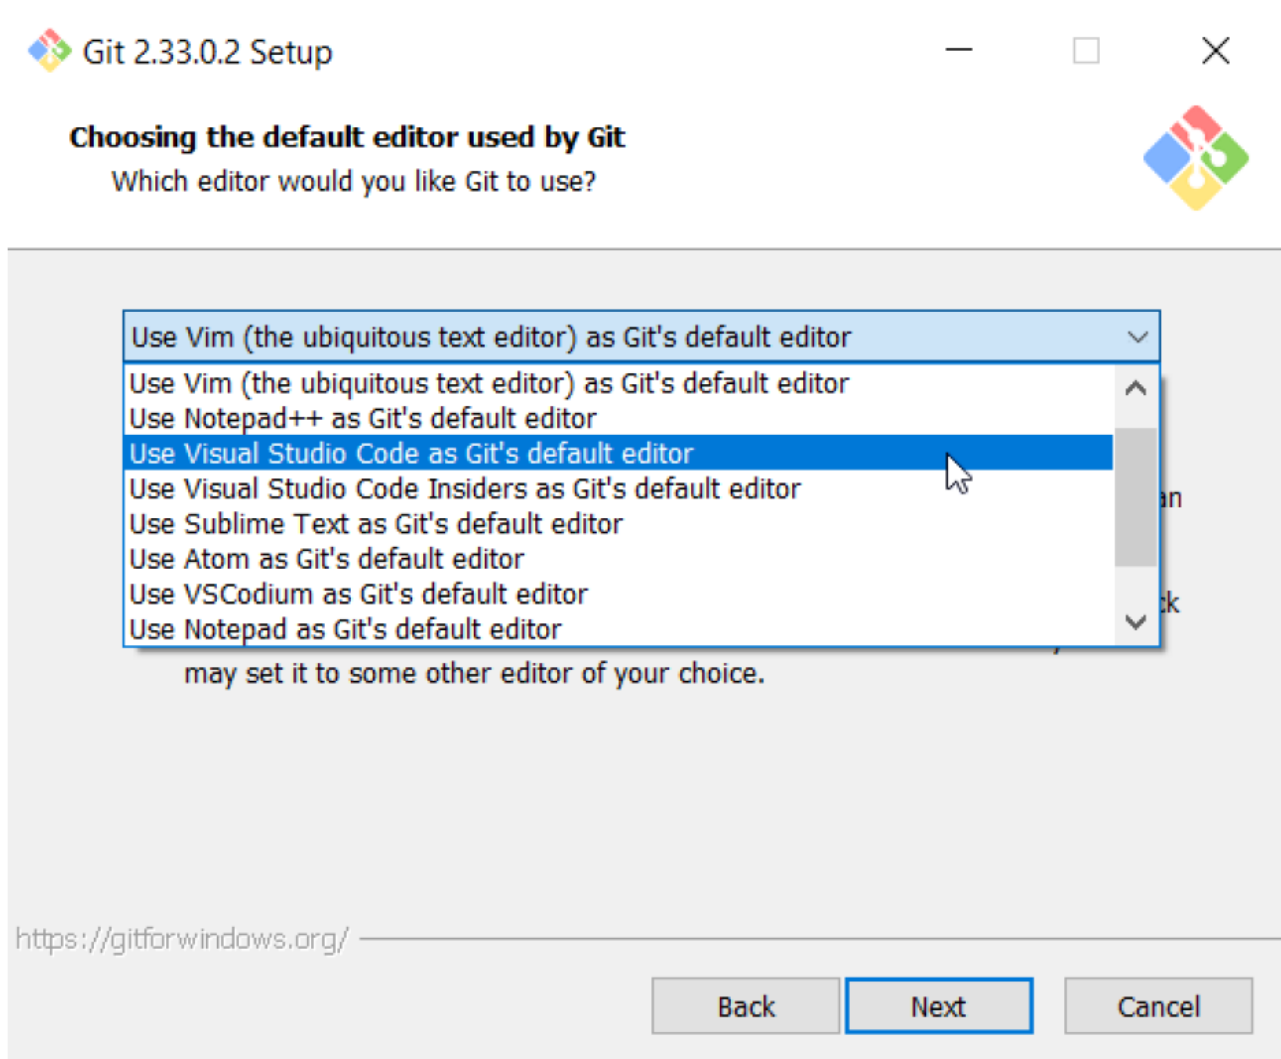 Git 2.33.0.2 Setup
Choosing the default editor used by Git
Which editor would you like Git to use?
Use Vim (the ubiquitous text editor) as Git's default editor
Use Vim (the ubiquitous text editor) as Git's default editor
Use Notepad++ as Git's default editor
Use Visual Studio Code as Git's default editor
Use Visual Studio Code Insiders as Git's default editor
Use Sublime Text as Git's default editor
Use Atom as Git's default editor
Use VSCodium as Git's default editor
Use Notepad as Git's default editor
may set it to some other editor of your choice.
https://gitforwindows.org/
Back Next Cancel